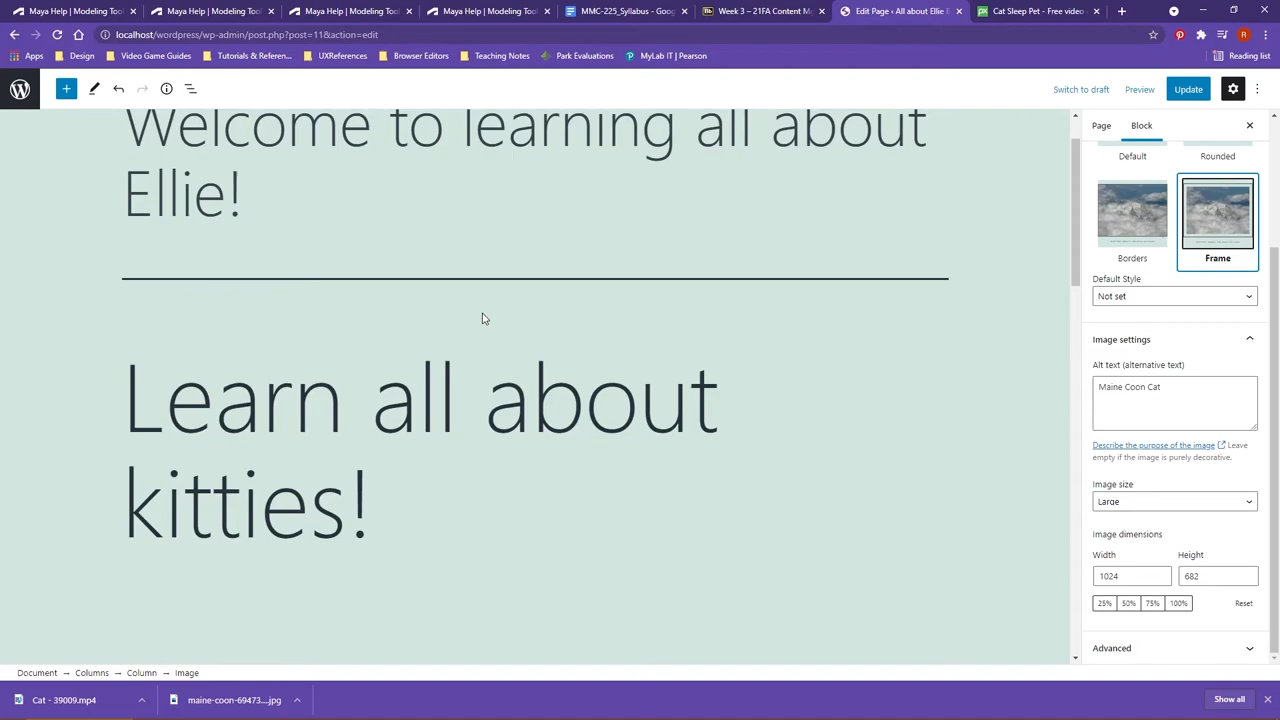 Maya Help | Modeling Tool
Maya Help | Modeling Tool
Maya Help | Modeling Tool
Maya Help | Modeling Tool
MMC-225_Syllabus - Goog
Week 3 – 21FA Content M
Edit Page ‹ All about Ellie E
Cat Sleep Pet - Free video
localhost/wordpress/wp-admin/post.php?post=11&action=edit
Apps
Design
Video Game Guides
Tutorials & Referen...
UXReferences
Browser Editors
Teaching Notes
Park Evaluations
MyLab IT | Pearson
Reading list
Switch to draft
Preview
Update
Welcome to learning all about
Ellie!
Learn all about
kitties!
Page
Block
Default
Rounded
Borders
Frame
Default Style
Not set
Image settings
Alt text (alternative text)
Maine Coon Cat
Describe the purpose of the image Leave
empty if the image is purely decorative.
Image size
Large
Image dimensions
Width
Height
1024
682
25%
50%
75%
100%
Reset
Advanced
Document → Columns → Column → Image
Cat - 39009.mp4
maine-coon-69473....jpg
Show all